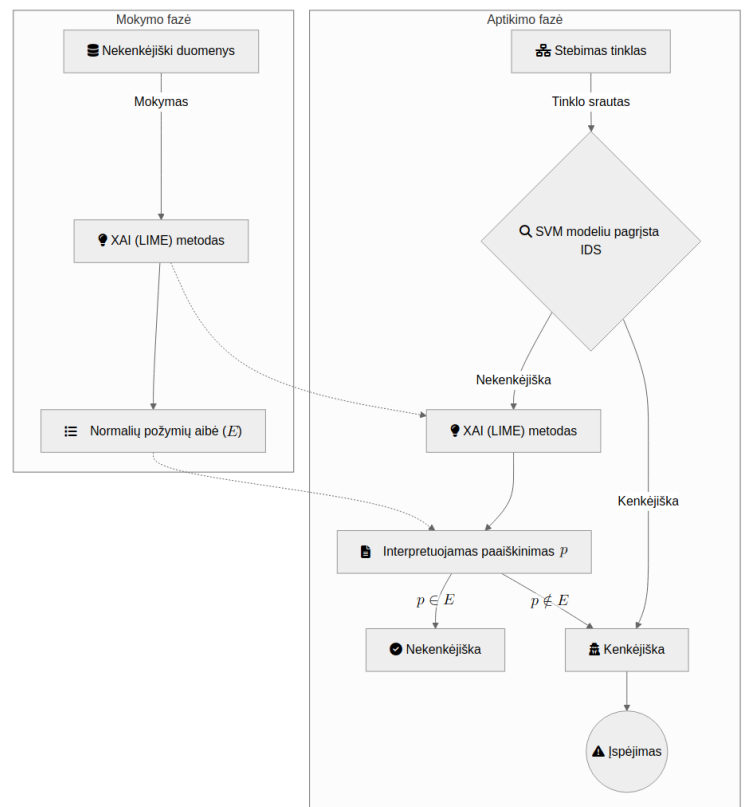 Mokymo fazė
Nekenkėjiški duomenys
Mokymas
XAI (LIME) metodas
Normalių požymių aibė (E)
Aptikimo fazė
Stebimas tinklas
Tinklo srautas
SVM modeliu pagrįsta
IDS
Nekenkėjiška
XAI (LIME) metodas
Kenkėjiška
Interpretuojamas paaiškinimas p
p ∈ E
p ∉ E
Nekenkėjiška
Kenkėjiška
Įspėjimas